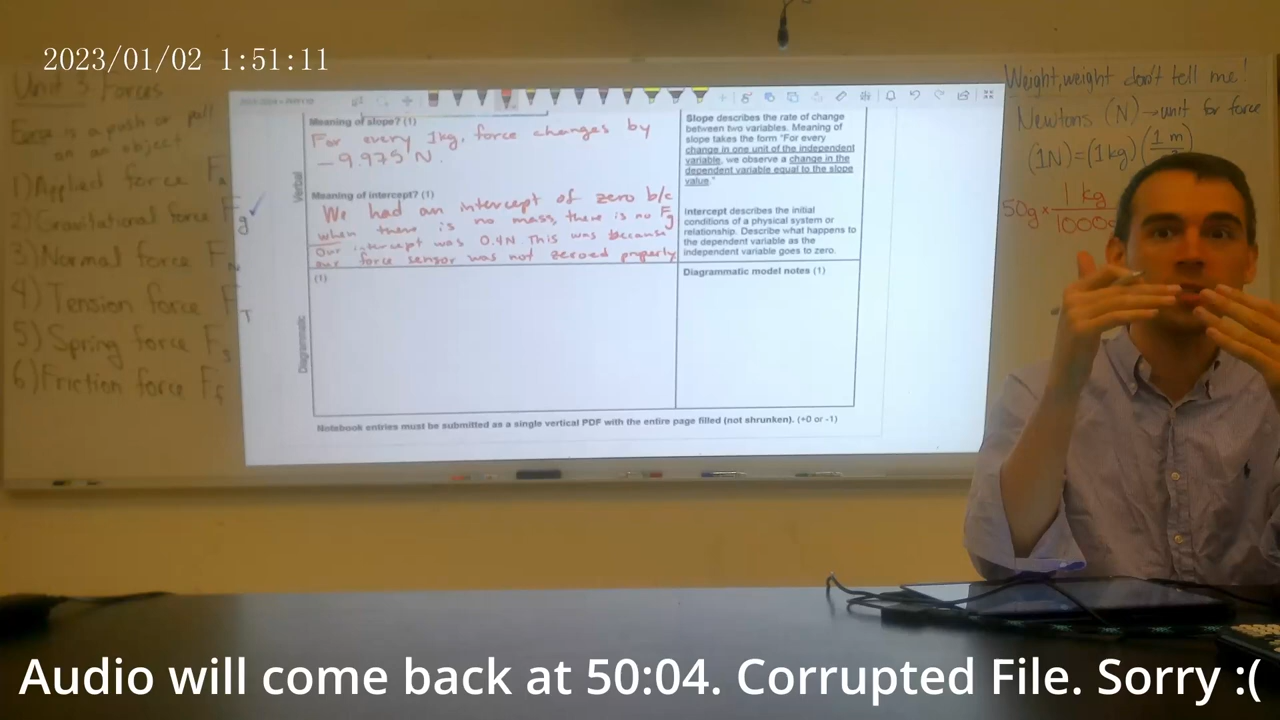 2023/01/02 1:51:11
Unit 3 Forces
Force is a push or pull
on an object
1) Applied force Fa
2) Gravitational force Fg
3) Normal force FN
4) Tension force FT
5) Spring force Fs
6) Friction force Ff
Meaning of slope? (1)
For every 1kg, force changes by
-9.975 N.
Verbal
Meaning of intercept? (1)
We had an intercept of zero b/c
when there is no mass, there is no Fg
Our intercept was 0.4N. This was because
our force sensor was not zeroed properly
Slope describes the rate of change
between two variables. Meaning of
slope takes the form "For every
change in one unit of the independent
variable, we observe a change in the
dependent variable equal to the slope
value."
Intercept describes the initial
conditions of a physical system or
relationship. Describe what happens to
the dependent variable as the
independent variable goes to zero.
(1)
Diagrammatic
Diagrammatic model notes (1)
Notebook entries must be submitted as a single vertical PDF with the entire page filled (not shrunken). (+0 or -1)
Weight, weight don't tell me!
Newtons (N) → unit for force
(1N)=(1kg)(1 m
50g × 1 kg
1000g
Audio will come back at 50:04. Corrupted File. Sorry :(